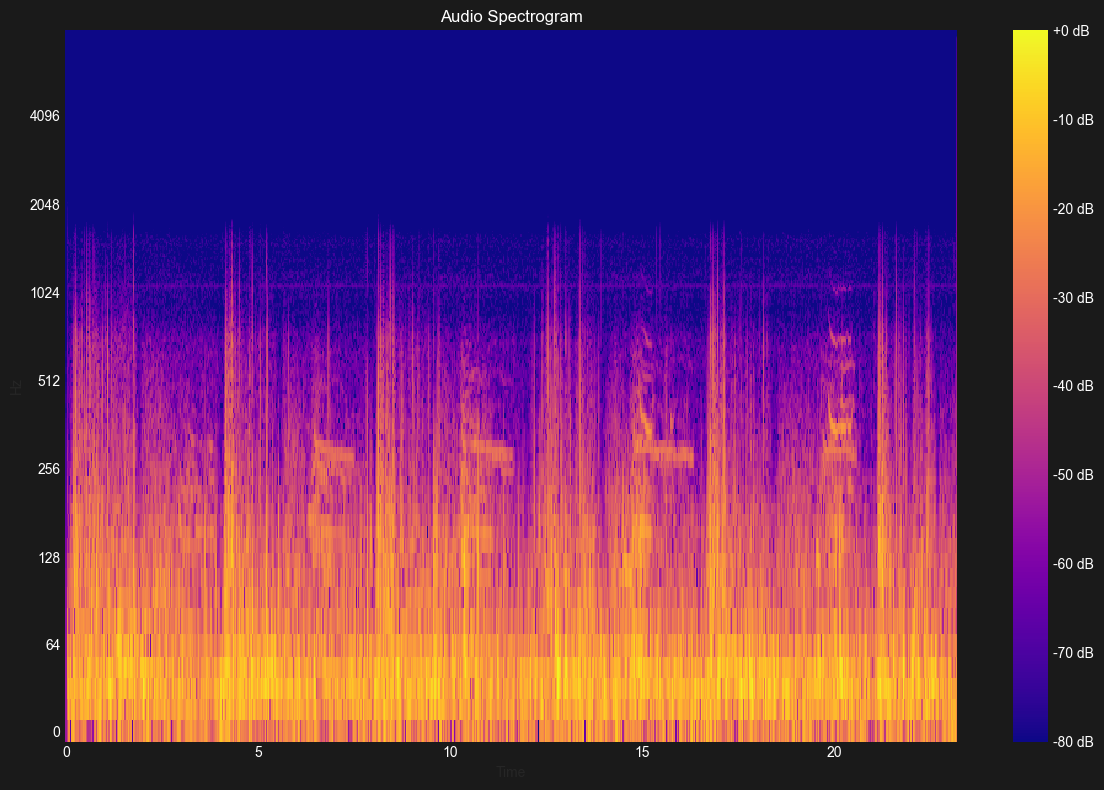 Audio Spectrogram
+0 dB
4096
-10 dB
2048
-20 dB
1024
-30 dB
512
-40 dB
Hz
256
-50 dB
128
-60 dB
64
-70 dB
0
-80 dB
0 5 10 15 20
Time